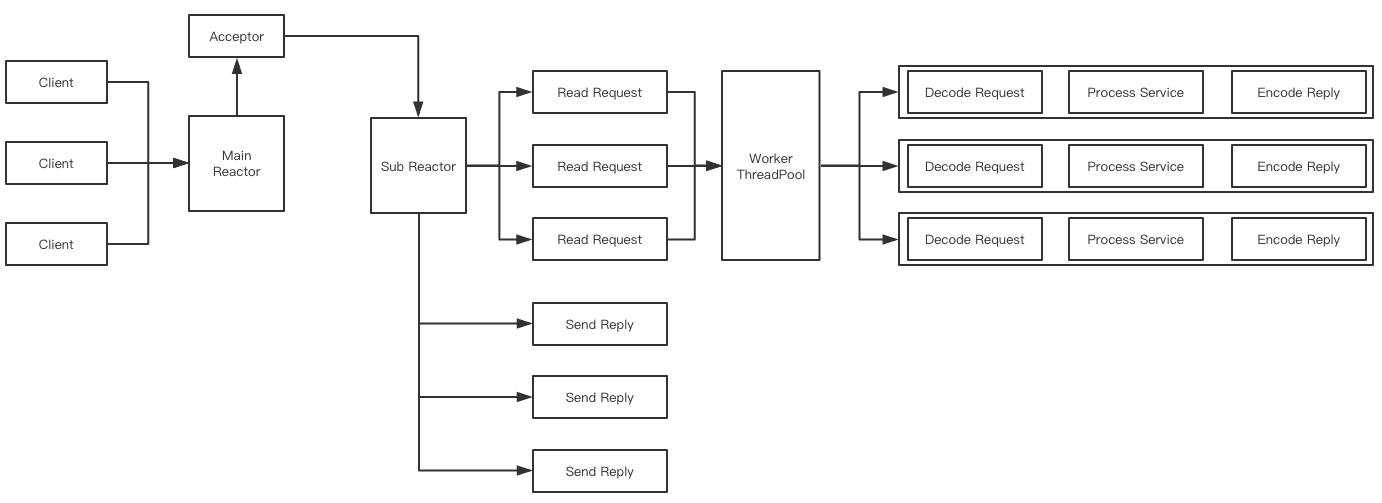 Acceptor
Client
Client
Client
Main
Reactor
Sub Reactor
Read Request
Read Request
Read Request
Worker
ThreadPool
Decode Request
Process Service
Encode Reply
Decode Request
Process Service
Encode Reply
Decode Request
Process Service
Encode Reply
Send Reply
Send Reply
Send Reply